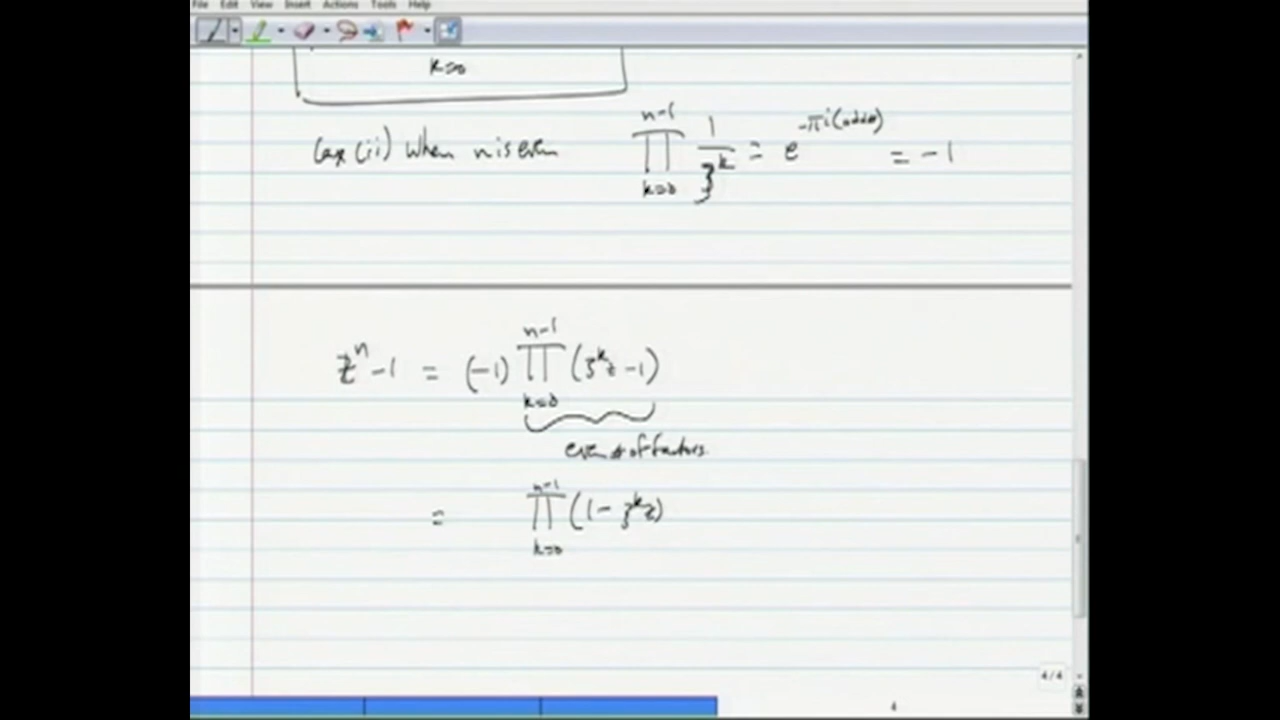 File Edit View Insert Actions Tools Help
k=0
Case (ii) When n is even ∏_{k=0}^{n-1} 1/ζ^k = e^{-πi(odd#)} = -1
z^n - 1 = (-1) ∏_{k=0}^{n-1} (ζ^k z - 1)
even # of factors.
= ∏_{k=0}^{n-1} (1 - ζ^k z)
4/4
4